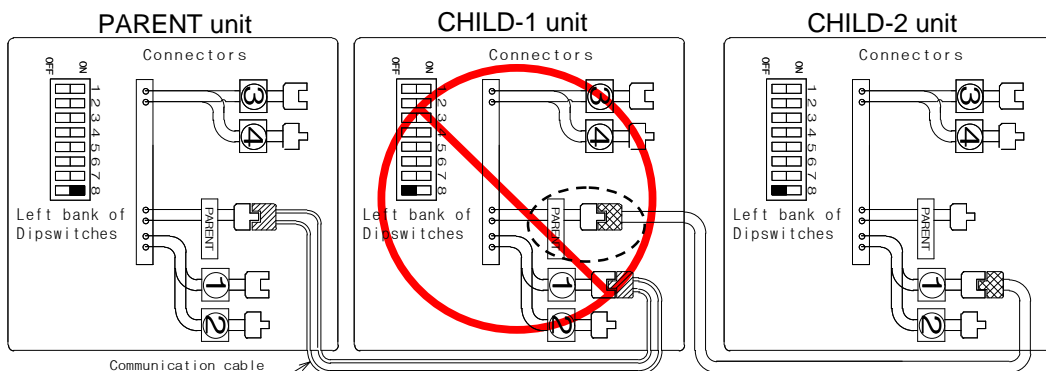 PARENT unit
CHILD-1 unit
CHILD-2 unit
Connectors
OFF
ON
1
2
3
4
5
6
7
8
3
4
Left bank of
Dipswitches
PARENT
1
2
Communication cable
Connectors
OFF
ON
1
2
3
4
5
6
7
8
3
4
Left bank of
Dipswitches
PARENT
1
2
Connectors
OFF
ON
1
2
3
4
5
6
7
8
3
4
Left bank of
Dipswitches
PARENT
1
2